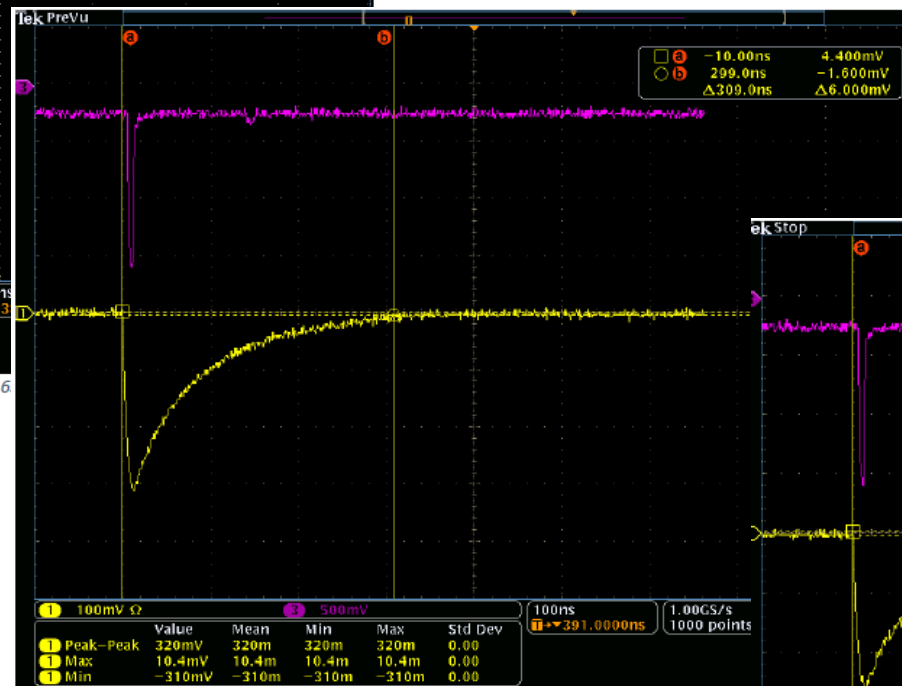 Tek PreVu
a
b
a −10.00ns 4.400mV
b 299.0ns −1.600mV
Δ309.0ns Δ6.000mV
3
1
1 100mV Ω 3 500mV 100ns 1.00GS/s
T→▼391.0000ns 1000 points
Value Mean Min Max Std Dev
1 Peak−Peak 320mV 320m 320m 320m 0.00
1 Max 10.4mV 10.4m 10.4m 10.4m 0.00
1 Min −310mV −310m −310m −310m 0.00
ns
6
Tek Stop
a